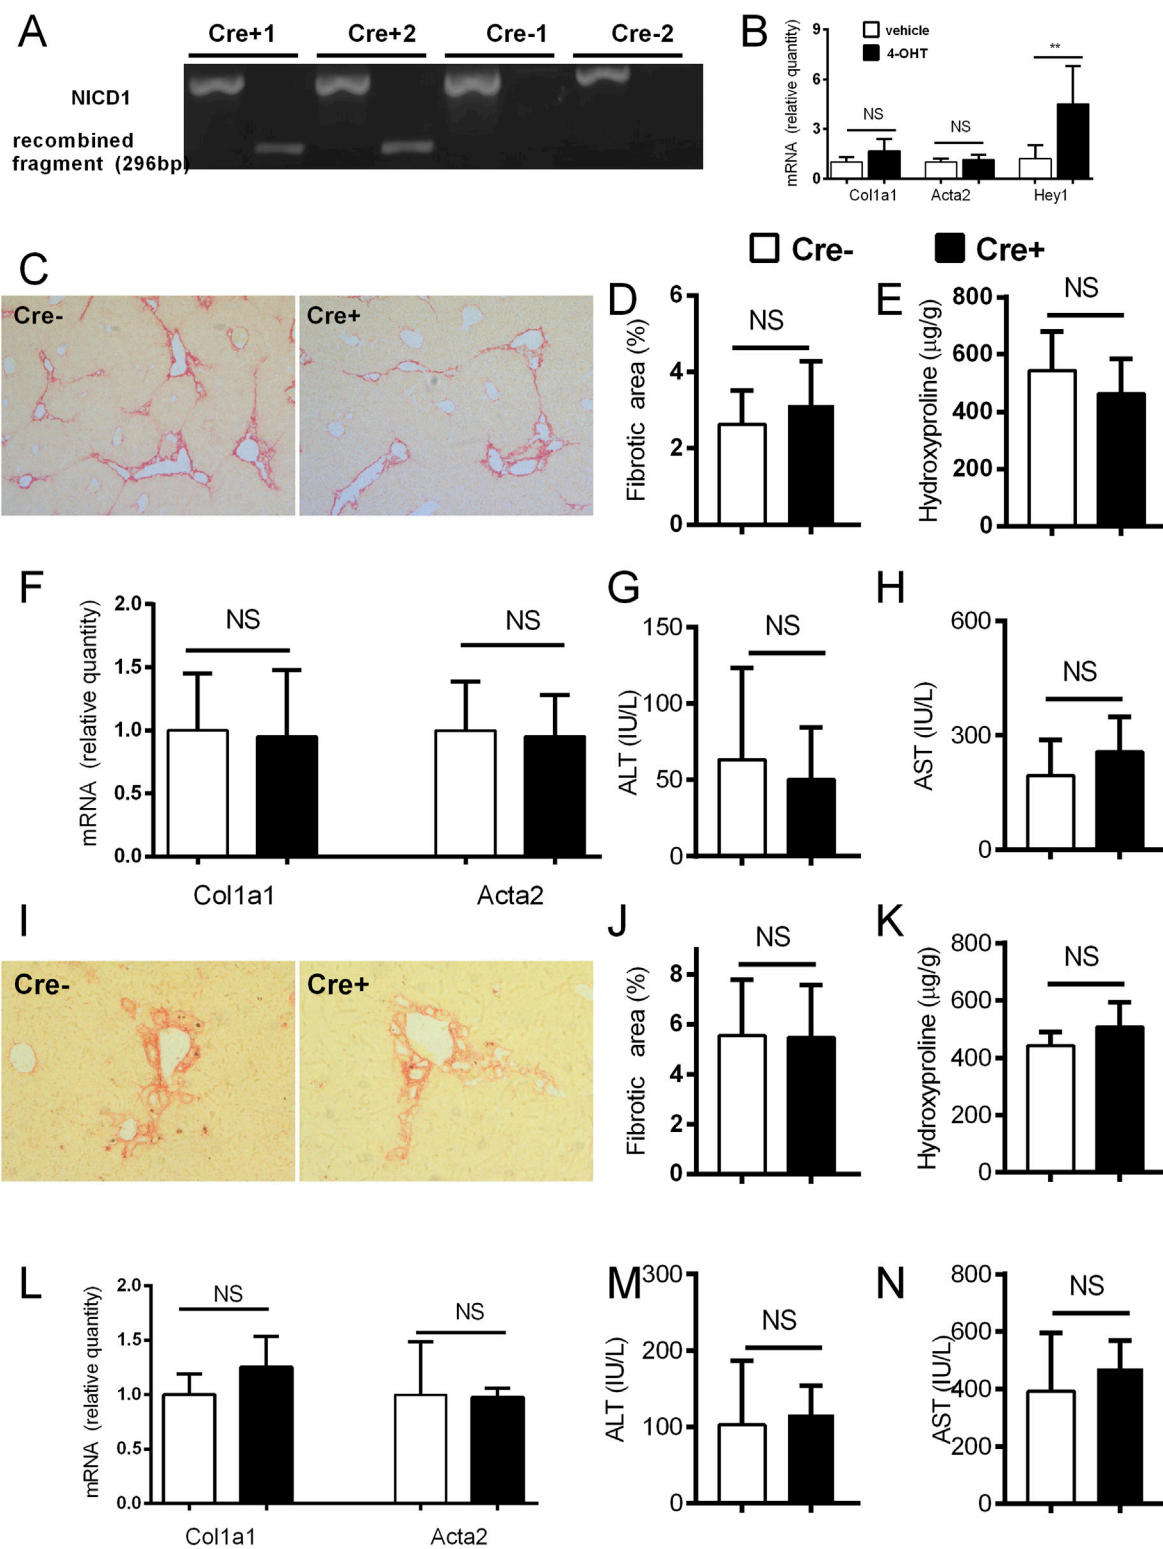 A
Cre+1
Cre+2
Cre-1
Cre-2
NICD1
recombined
fragment (296bp)
B
mRNA (relative quantity)
9
6
3
0
vehicle
4-OHT
NS
NS
**
Col1a1
Acta2
Hey1
Cre-
Cre+
C
Cre-
Cre+
D
Fibrotic area (%)
6
4
2
0
NS
E
Hydroxyproline (µg/g)
800
600
400
200
0
NS
F
mRNA (relative quantity)
2.0
1.5
1.0
0.5
0.0
NS
NS
Col1a1
Acta2
G
ALT (IU/L)
150
100
50
0
NS
H
AST (IU/L)
600
300
0
NS
I
Cre-
Cre+
J
Fibrotic area (%)
8
6
4
2
0
NS
K
Hydroxyproline (µg/g)
800
600
400
200
0
NS
L
mRNA (relative quantity)
2.0
1.5
1.0
0.5
0.0
NS
NS
Col1a1
Acta2
M
ALT (IU/L)
300
200
100
0
NS
N
AST (IU/L)
800
600
400
200
0
NS